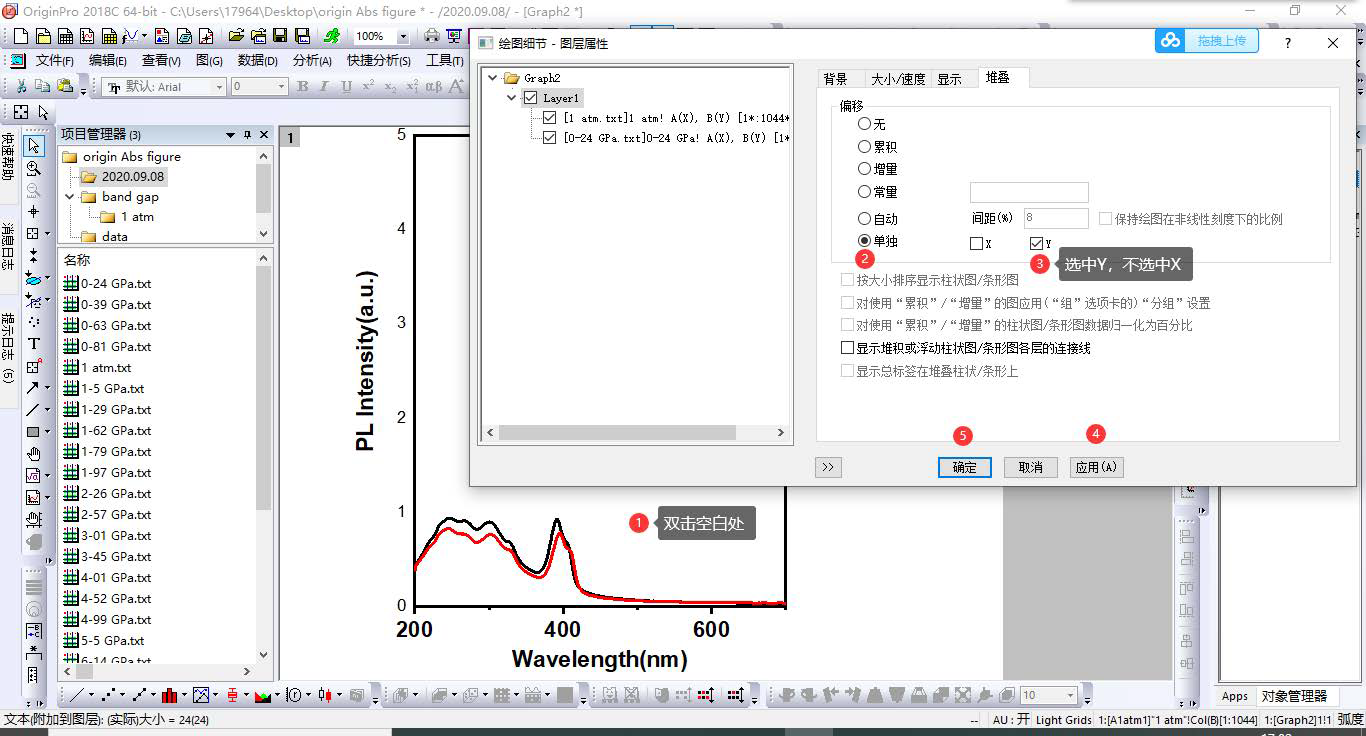 OriginPro 2018C 64-bit - C:\Users\17964\Desktop\origin Abs figure * - /2020.09.08/ - [Graph2 *]
100%
文件(F) 编辑(E) 查看(V) 图(G) 数据(D) 分析(A) 快捷分析(S) 工具(T)
默认: Arial 0 B I U x² x₂ αβ A
快速帮助
消息日志
提示日志 (5)
项目管理器 (3)
origin Abs figure
2020.09.08
band gap
1 atm
data
名称
0-24 GPa.txt
0-39 GPa.txt
0-63 GPa.txt
0-81 GPa.txt
1 atm.txt
1-5 GPa.txt
1-29 GPa.txt
1-62 GPa.txt
1-79 GPa.txt
1-97 GPa.txt
2-26 GPa.txt
2-57 GPa.txt
3-01 GPa.txt
3-45 GPa.txt
4-01 GPa.txt
4-52 GPa.txt
4-99 GPa.txt
5-5 GPa.txt
6-14 GPa.txt
1
5
4
3
2
1
0
PL Intensity(a.u.)
200 400 600
Wavelength(nm)
1 双击空白处
绘图细节 - 图层属性
拖拽上传
?
Graph2
Layer1
[1 atm.txt]1 atm! A(X), B(Y) [1*:1044*
[0-24 GPa.txt]0-24 GPa! A(X), B(Y) [1*
背景 大小/速度 显示 堆叠
偏移
无
累积
增量
常量
自动 间距(%) 8 保持绘图在非线性刻度下的比例
单独 X Y
2
3 选中Y，不选中X
按大小排序显示柱状图/条形图
对使用“累积”/“增量”的图应用(“组”选项卡的)“分组”设置
对使用“累积”/“增量”的柱状图/条形图数据归一化为百分比
显示堆积或浮动柱状图/条形图各层的连接线
显示总标签在堆叠柱状/条形上
5 4
>> 确定 取消 应用(A)
10
Apps 对象管理器
文本(附加到图层): (实际)大小 = 24(24)
-- AU : 开 Light Grids 1:[A1atm1]"1 atm"!Col(B)[1:1044] 1:[Graph2]1!1 弧度